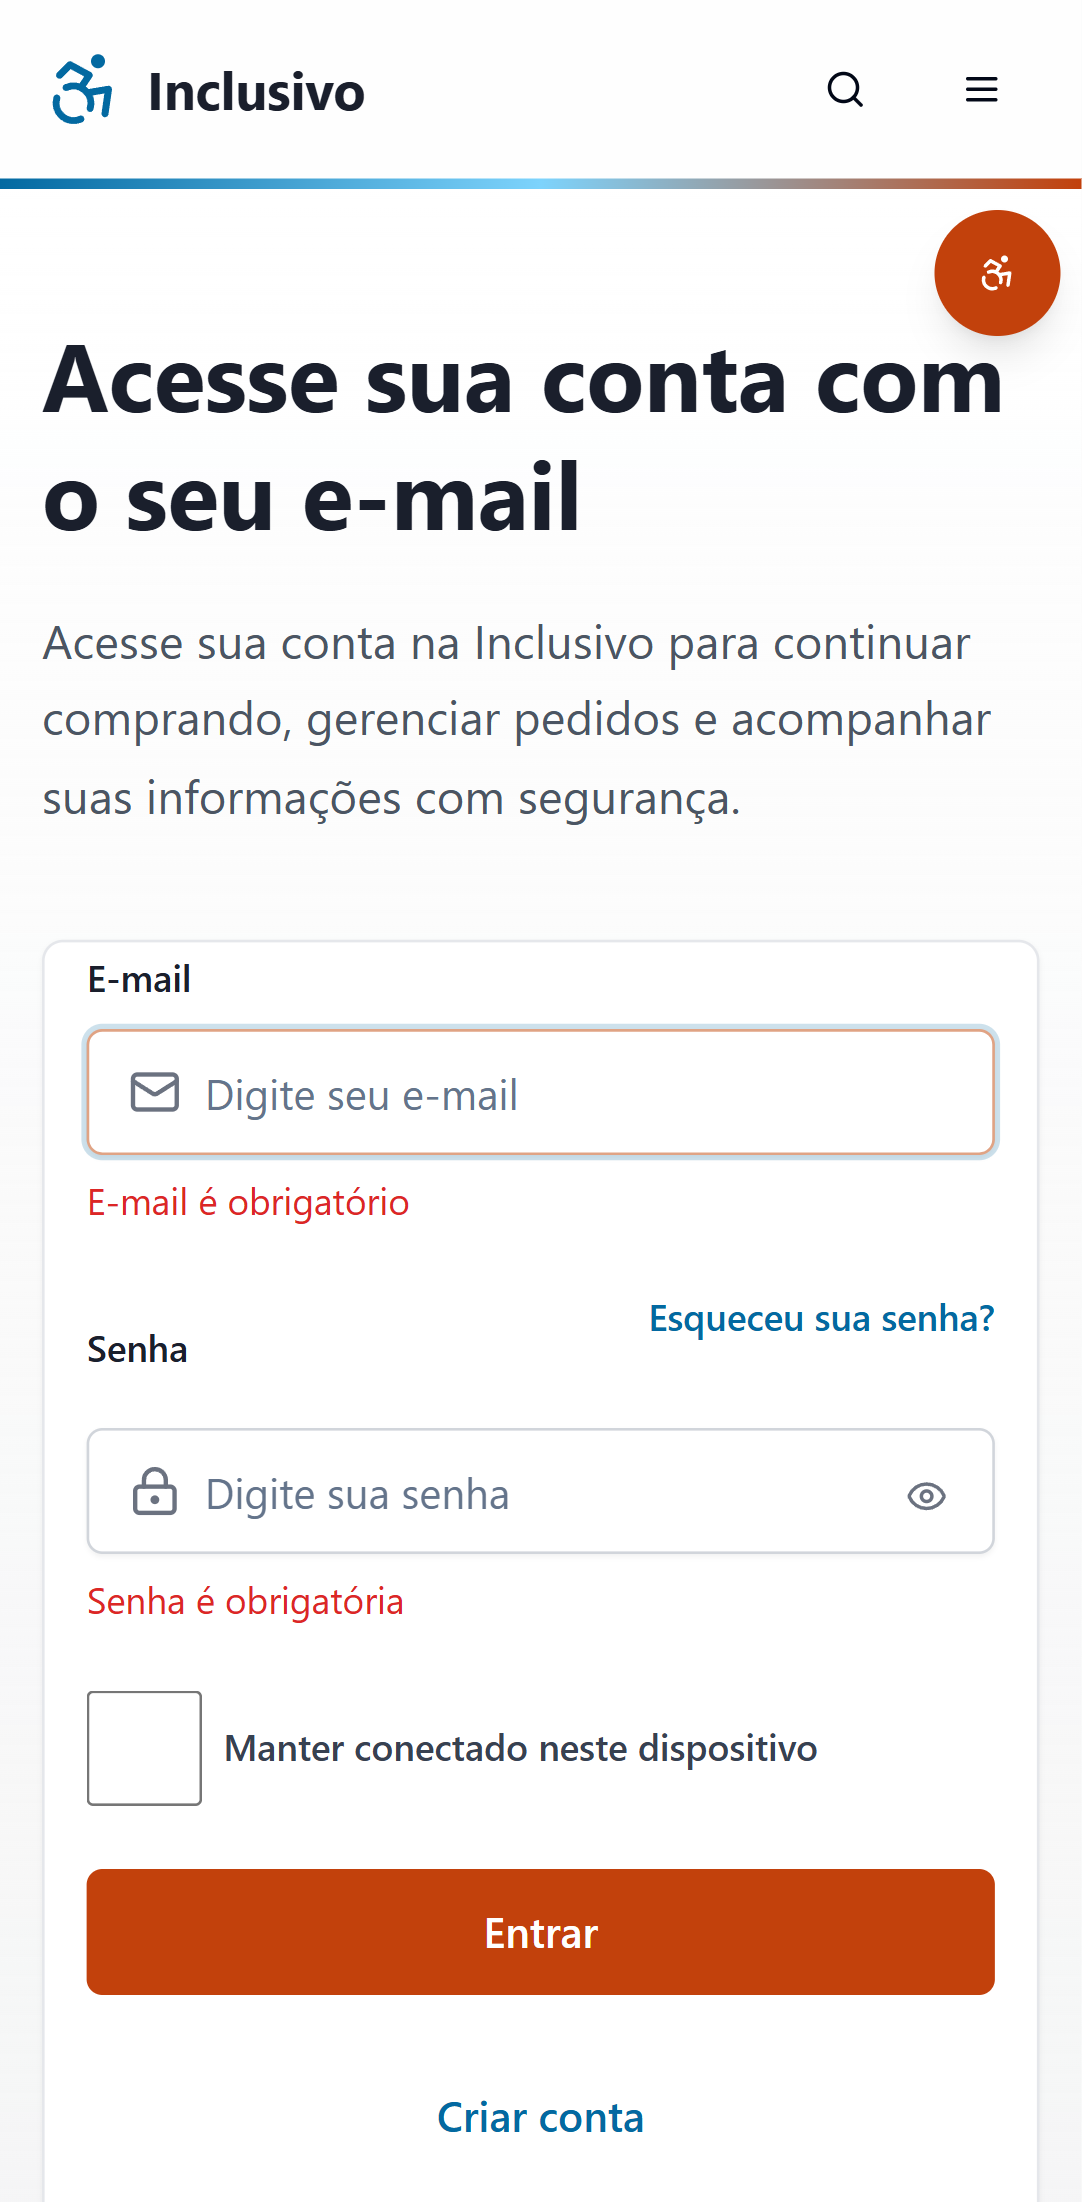 Inclusivo
Acesse sua conta com
o seu e-mail
Acesse sua conta na Inclusivo para continuar
comprando, gerenciar pedidos e acompanhar
suas informações com segurança.
E-mail
Digite seu e-mail
E-mail é obrigatório
Esqueceu sua senha?
Senha
Digite sua senha
Senha é obrigatória
Manter conectado neste dispositivo
Entrar
Criar conta